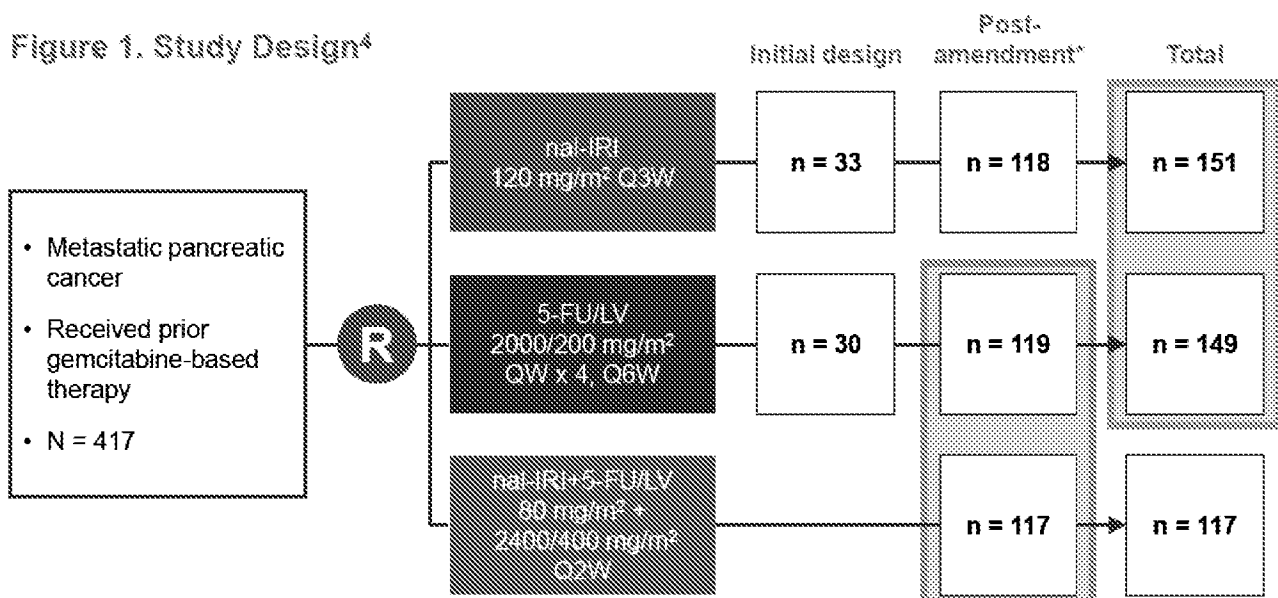 Figure 1. Study Design⁴
Initial design
Post-
amendment*
Total
• Metastatic pancreatic
cancer
• Received prior
gemcitabine-based
therapy
• N = 417
R
nal-IRI
120 mg/m² Q3W
n = 33
n = 118
n = 151
5-FU/LV
2000/200 mg/m²
QW x 4, Q6W
n = 30
n = 119
n = 149
nal-IRI+5-FU/LV
80 mg/m² +
2400/400 mg/m²
Q2W
n = 117
n = 117